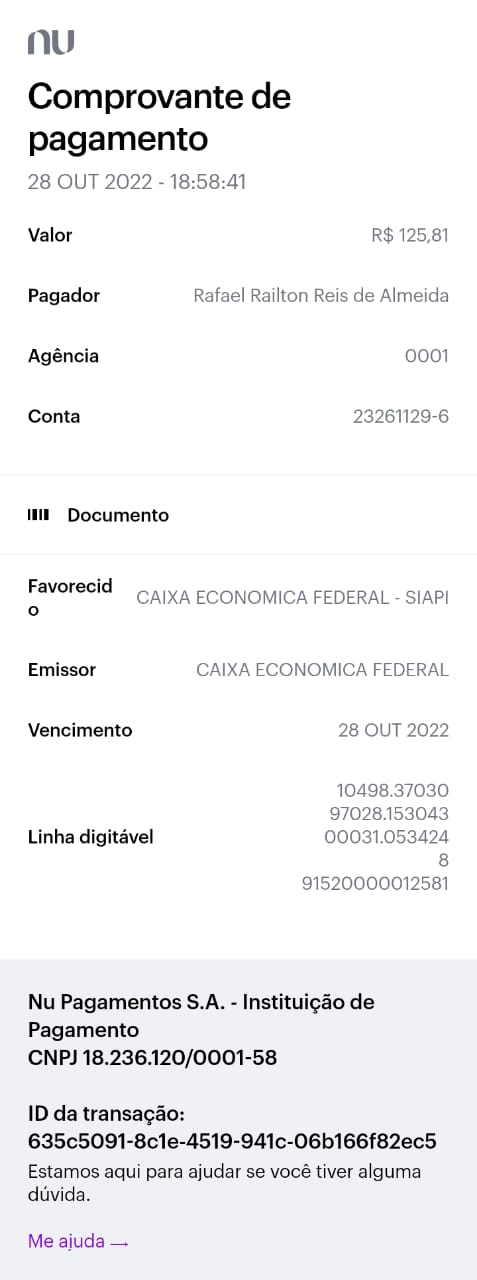 nu
Comprovante de
pagamento
28 OUT 2022 - 18:58:41
Valor R$ 125,81
Pagador Rafael Railton Reis de Almeida
Agência 0001
Conta 23261129-6
Documento
Favorecid
o CAIXA ECONOMICA FEDERAL - SIAPI
Emissor CAIXA ECONOMICA FEDERAL
Vencimento 28 OUT 2022
Linha digitável 10498.37030
97028.153043
00031.053424
8
91520000012581
Nu Pagamentos S.A. - Instituição de
Pagamento
CNPJ 18.236.120/0001-58
ID da transação:
635c5091-8c1e-4519-941c-06b166f82ec5
Estamos aqui para ajudar se você tiver alguma
dúvida.
Me ajuda →